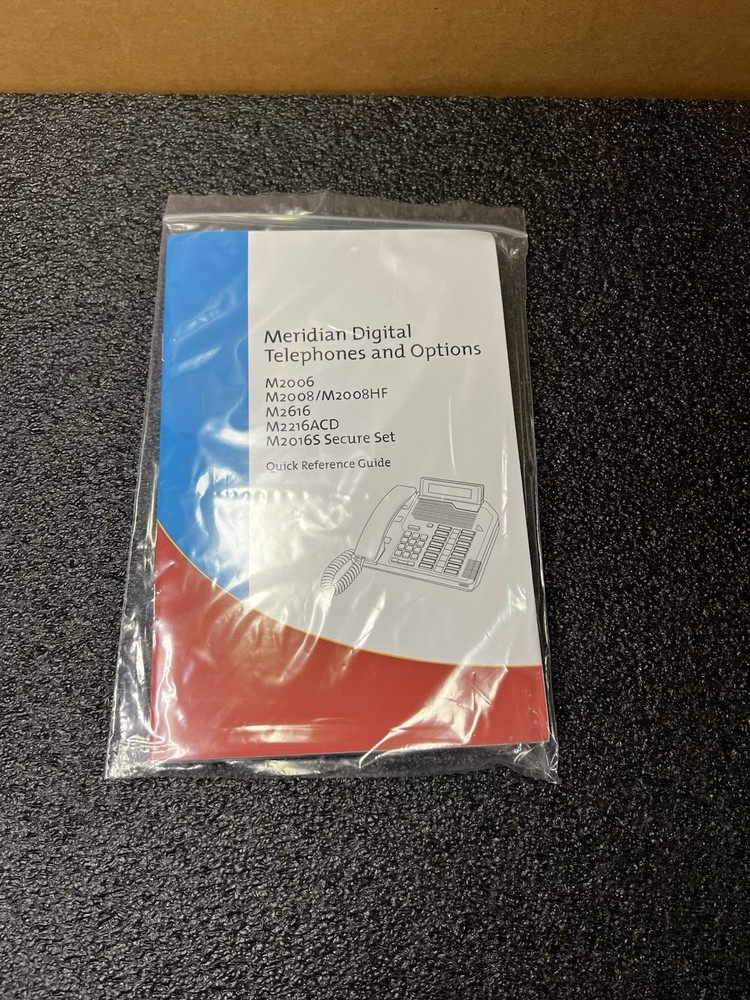 Meridian Digital
Telephones and Options
M2006
M2008/M2008HF
M2616
M2216ACD
M2016S Secure Set
Quick Reference Guide